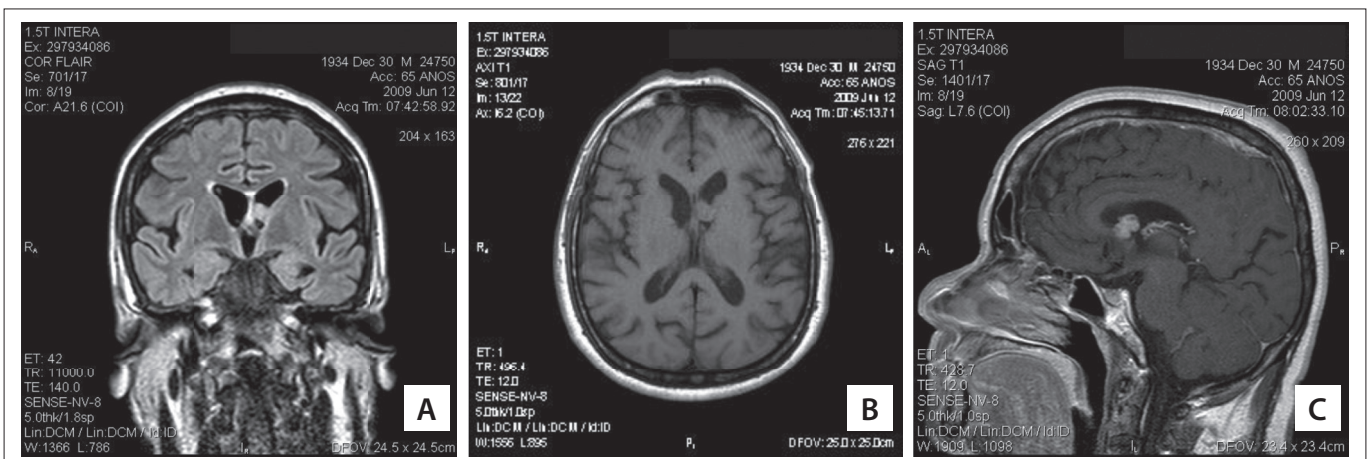 1.5T INTERA
Ex: 297934086
COR FLAIR
Se: 701/17
Im: 8/19
Cor: A21.6 (COI)
1934 Dec 30 M 24750
Acc: 65 ANOS
2009 Jun 12
Acq Tm: 07:42:58.92
204 x 163
ET: 42
TR: 11000.0
TE: 140.0
SENSE-NV-8
5.0thk/1.8sp
Lin:DCM / Lin:DCM / Id:ID
W:1366 L:786
DFOV: 24.5 x 24.5cm
A
1.5T INTERA
Ex: 297934086
AXI T1
Se: 801/17
Im: 13/22
Ax: I6.2 (COI)
1934 Dec 30 M 24750
Acc: 65 ANOS
2009 Jun 12
Acq Tm: 07:45:13.71
276 x 221
ET: 1
TR: 496.4
TE: 12.0
SENSE-NV-8
5.0thk/1.0sp
Lin:DCM / Lin:DCM / Id:ID
W:1556 L:895
DFOV: 25.0 x 25.0cm
B
1.5T INTERA
Ex: 297934086
SAG T1
Se: 1401/17
Im: 8/19
Sag: L7.6 (COI)
1934 Dec 30 M 24750
Acc: 65 ANOS
2009 Jun 12
Acq Tm: 08:02:33.10
260 x 209
ET: 1
TR: 428.7
TE: 12.0
SENSE-NV-8
5.0thk/1.0sp
Lin:DCM / Lin:DCM / Id:ID
W:1909 L:1098
DFOV: 23.4 x 23.4cm
C